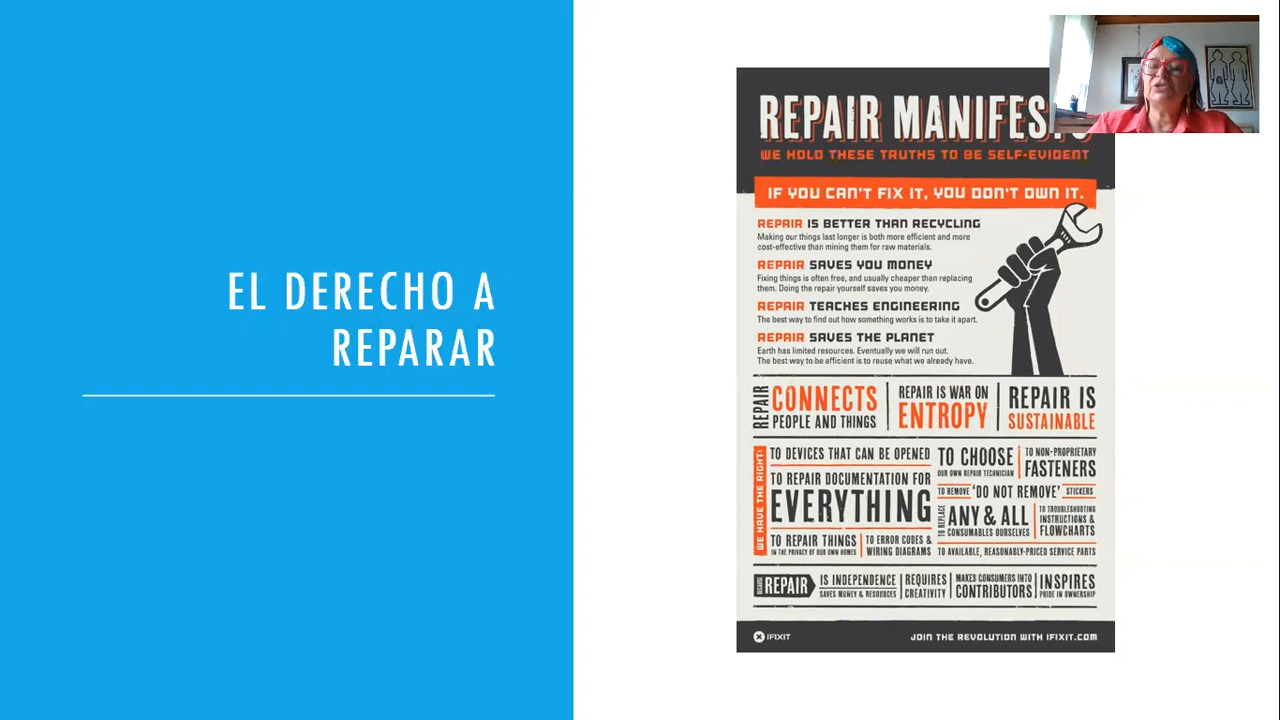 EL DERECHO A
REPARAR
REPAIR MANIFESTO
WE HOLD THESE TRUTHS TO BE SELF-EVIDENT
IF YOU CAN'T FIX IT, YOU DON'T OWN IT.
REPAIR IS BETTER THAN RECYCLING
Making our things last longer is both more efficient and more
cost-effective than mining them for raw materials.
REPAIR SAVES YOU MONEY
Fixing things is often free, and usually cheaper than replacing
them. Doing the repair yourself saves you money.
REPAIR TEACHES ENGINEERING
The best way to find out how something works is to take it apart.
REPAIR SAVES THE PLANET
Earth has limited resources. Eventually we will run out.
The best way to be efficient is to reuse what we already have.
REPAIR
CONNECTS
PEOPLE AND THINGS
REPAIR IS WAR ON
ENTROPY
REPAIR IS
SUSTAINABLE
WE HAVE THE RIGHT:
TO DEVICES THAT CAN BE OPENED
TO REPAIR DOCUMENTATION FOR
EVERYTHING
TO REPAIR THINGS
IN THE PRIVACY OF OUR OWN HOMES
TO ERROR CODES &
WIRING DIAGRAMS
TO CHOOSE
OUR OWN REPAIR TECHNICIAN
TO NON-PROPRIETARY
FASTENERS
TO REMOVE 'DO NOT REMOVE' STICKERS
TO REPLACE
ANY & ALL
CONSUMABLES OURSELVES
TO TROUBLESHOOTING
INSTRUCTIONS &
FLOWCHARTS
TO AVAILABLE, REASONABLY-PRICED SERVICE PARTS
BECAUSE
REPAIR
IS INDEPENDENCE
SAVES MONEY & RESOURCES
REQUIRES
CREATIVITY
MAKES CONSUMERS INTO
CONTRIBUTORS
INSPIRES
PRIDE IN OWNERSHIP
IFIXIT
JOIN THE REVOLUTION WITH IFIXIT.COM